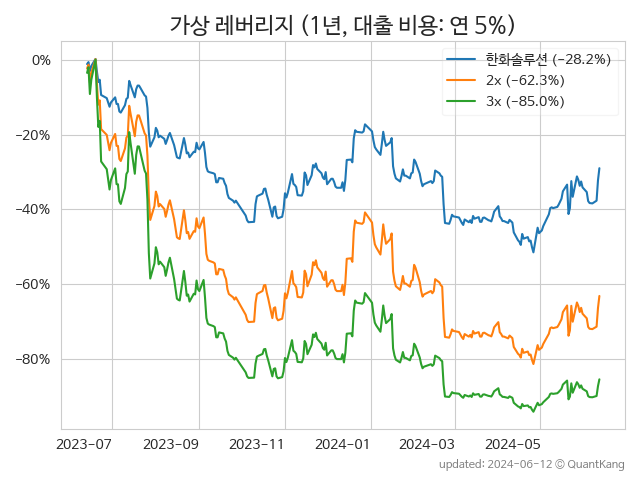 가상 레버리지 (1년, 대출 비용: 연 5%)
한화솔루션 (−28.2%)
2x (−62.3%)
3x (−85.0%)
0%
−20%
−40%
−60%
−80%
2023-07 2023-09 2023-11 2024-01 2024-03 2024-05
updated: 2024-06-12 © QuantKang